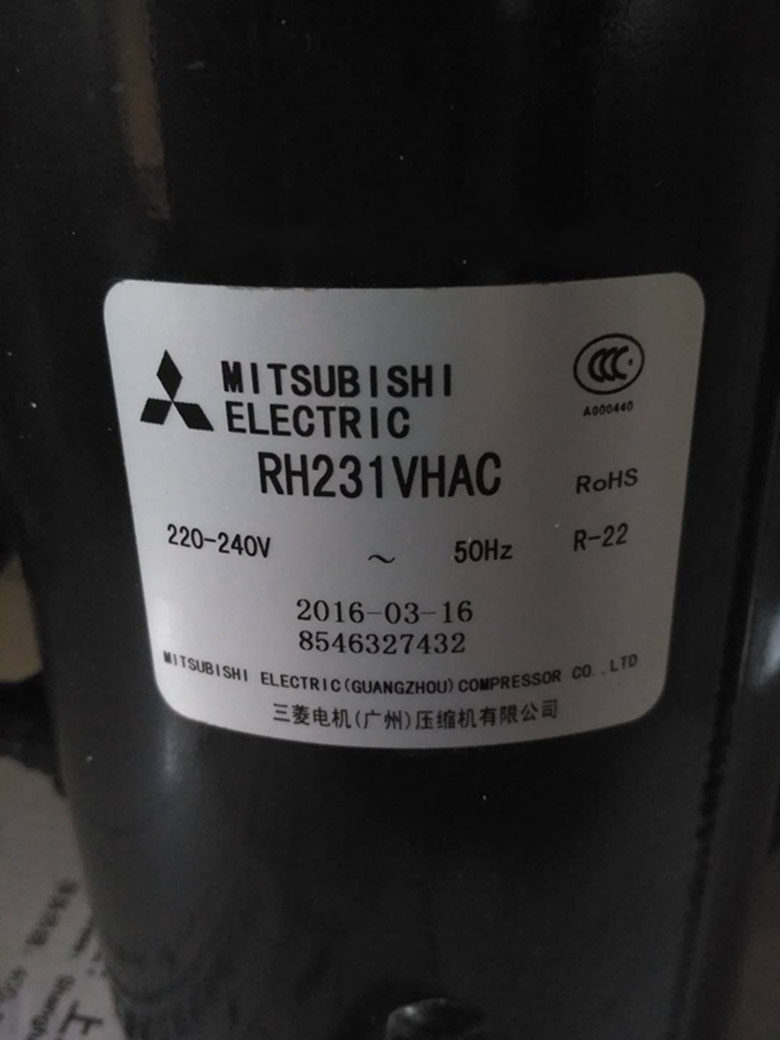 MITSUBISHI
ELECTRIC
CCC
A000440
RH231VHAC
RoHS
220-240V ~ 50Hz R-22
2016-03-16
8546327432
MITSUBISHI ELECTRIC(GUANGZHOU)COMPRESSOR CO.,LTD
三菱电机(广州)压缩机有限公司